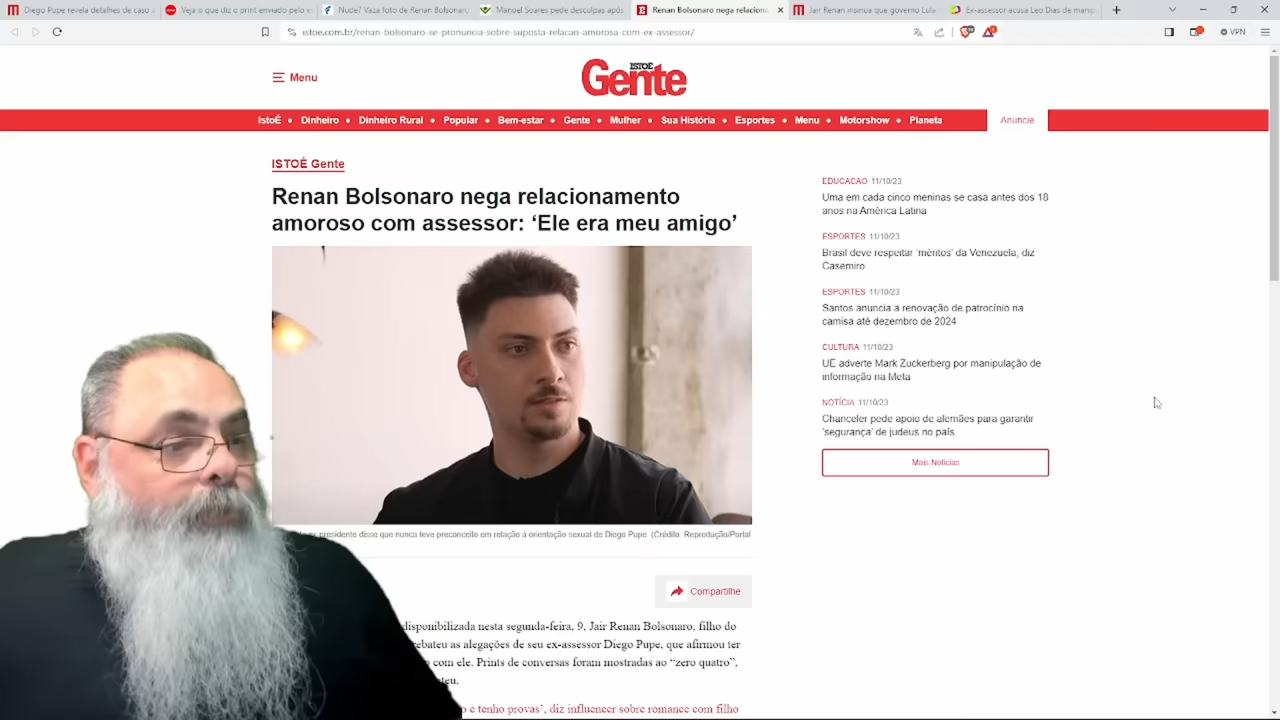 Diego Pupe revela detalhes de caso a
Veja o que diz o print enviado pelo e
Nude? Vaza foto de Renan Bolsona
Manoel Soares pede desculpas após
Renan Bolsonaro nega relacioname
Jair Renan insinua que governo Lula
Ex-assessor acusa Leo Dias de manip
istoe.com.br/renan-bolsonaro-se-pronuncia-sobre-suposta-relacao-amorosa-com-ex-assessor/
VPN
Menu
ISTOÉ
Gente
IstoÉ • Dinheiro • Dinheiro Rural • Popular • Bem-estar • Gente • Mulher • Sua História • Esportes • Menu • Motorshow • Planeta
Anuncie
ISTOÉ Gente
Renan Bolsonaro nega relacionamento
amoroso com assessor: ‘Ele era meu amigo’
ex presidente disse que nunca teve preconceito em relação à orientação sexual de Diego Pupe (Crédito: Reprodução/Portal
Compartilhe
disponibilizada nesta segunda-feira, 9, Jair Renan Bolsonaro, filho do
rebateu as alegações de seu ex-assessor Diego Pupe, que afirmou ter
com ele. Prints de conversas foram mostradas ao “zero quatro”,
o e tenho provas’, diz influencer sobre romance com filho
EDUCACAO 11/10/23
Uma em cada cinco meninas se casa antes dos 18
anos na América Latina
ESPORTES 11/10/23
Brasil deve respeitar ‘méritos’ da Venezuela, diz
Casemiro
ESPORTES 11/10/23
Santos anuncia a renovação de patrocínio na
camisa até dezembro de 2024
CULTURA 11/10/23
UE adverte Mark Zuckerberg por manipulação de
informação na Meta
NOTÍCIA 11/10/23
Chanceler pede apoio de alemães para garantir
‘segurança’ de judeus no país
Mais Notícias